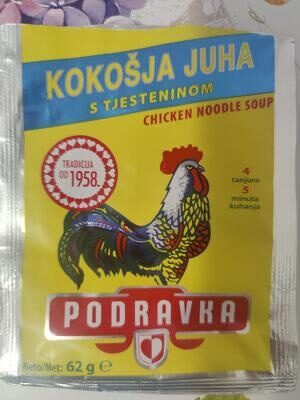 KOKOŠJA JUHA
S TJESTENINOM
CHICKEN NOODLE SOUP
TRADICIJA
OD
1958.
4
tanjura
5
minuta
kuhanja
PODRAVKA
Neto/Net: 62 g ℮